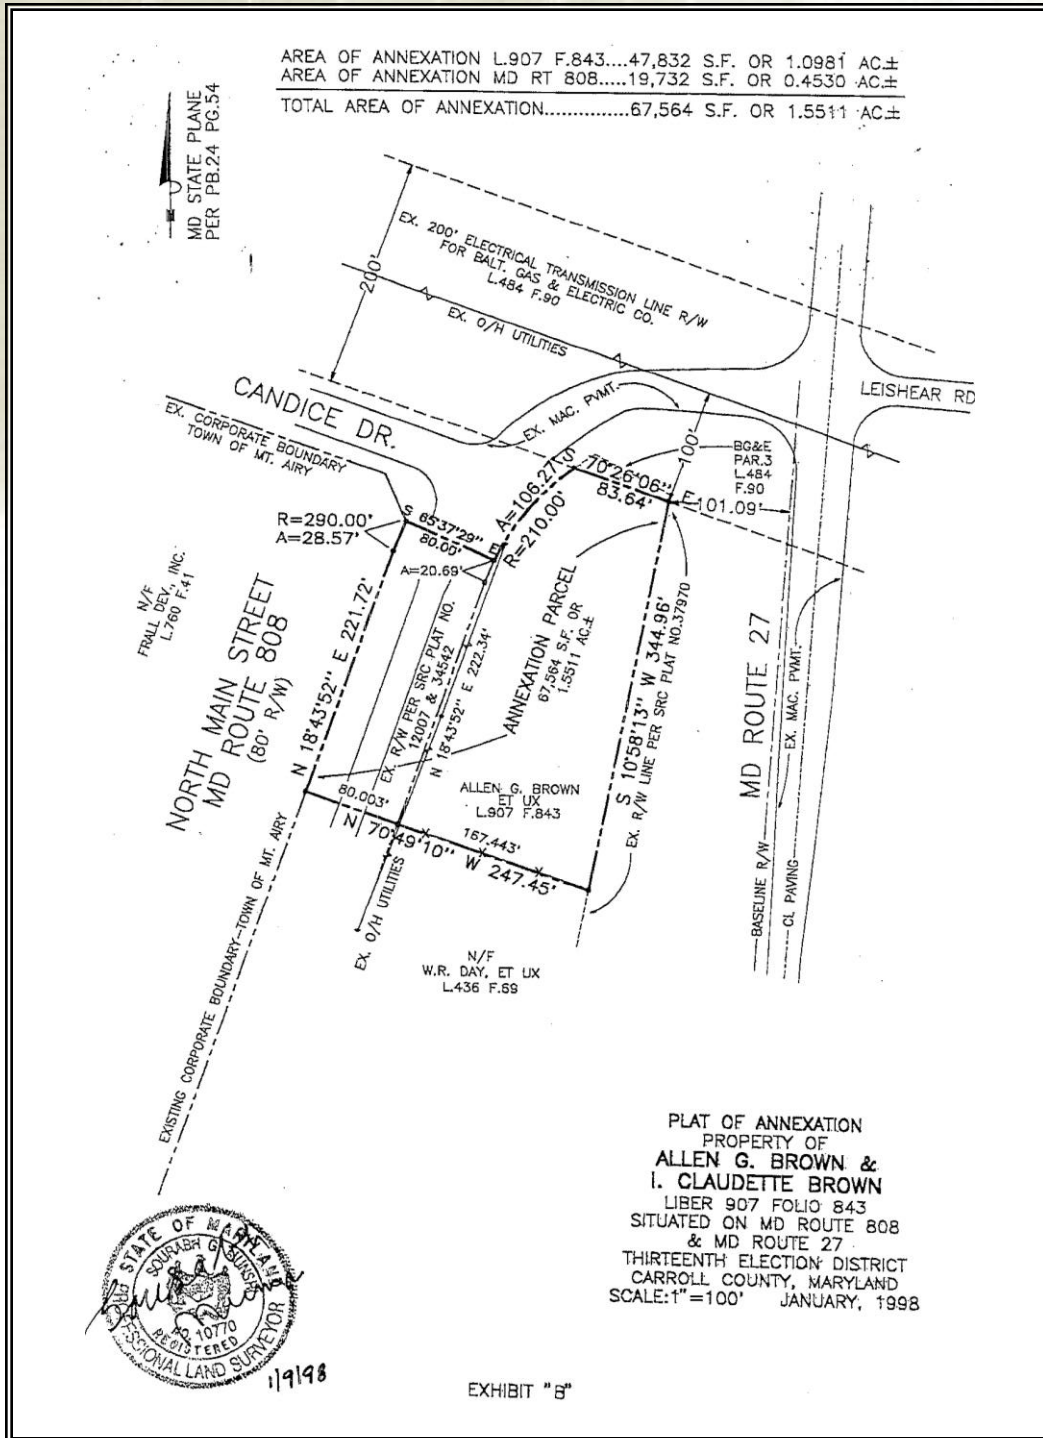 AREA OF ANNEXATION L.907 F.843....47,832 S.F. OR 1.0981 AC.±
AREA OF ANNEXATION MD RT 808.....19,732 S.F. OR 0.4530 AC.±
TOTAL AREA OF ANNEXATION...............67,564 S.F. OR 1.5511 AC.±
MD STATE PLANE
PER PB.24 PG.54
200'
EX. 200' ELECTRICAL TRANSMISSION LINE R/W
FOR BALT. GAS & ELECTRIC CO.
L.484 F.90
EX. O/H UTILITIES
LEISHEAR RD
CANDICE DR.
EX. MAC. PVMT.
EX. CORPORATE BOUNDARY
TOWN OF MT. AIRY
100'
BG&E
PAR.3
L.484
F.90
S 70°26'06" E
83.64'
101.09'
A=106.27'
R=210.00'
R=290.00'
A=28.57'
S 65°37'29" E
80.00'
A=20.69'
N/F
FRALL DEV., INC.
L.760 F.41
NORTH MAIN STREET
MD ROUTE 808
(80' R/W)
N 18°43'52" E 221.72'
EX. R/W PER SRC PLAT NO.
12007 & 34542
N 18°43'52" E 222.34'
ANNEXATION PARCEL
67,564 S.F. OR
1.5511 AC.±
S 10°58'13" W 344.96'
EX. R/W LINE PER SRC PLAT NO.37970
MD ROUTE 27
EX. MAC. PVMT.
ALLEN G. BROWN
ET UX
L.907 F.843
80.003'
167.443'
N 70°49'10" W 247.45'
BASELINE R/W
CL PAVING
EX. O/H UTILITIES
N/F
W.R. DAY, ET UX
L.436 F.69
EXISTING CORPORATE BOUNDARY-TOWN OF MT. AIRY
PLAT OF ANNEXATION
PROPERTY OF
ALLEN G. BROWN &
I. CLAUDETTE BROWN
LIBER 907 FOLIO 843
SITUATED ON MD ROUTE 808
& MD ROUTE 27
THIRTEENTH ELECTION DISTRICT
CARROLL COUNTY, MARYLAND
SCALE:1"=100' JANUARY, 1998
STATE OF MARYLAND
SOURABH G.
NO. 10770
REGISTERED
PROFESSIONAL LAND SURVEYOR
1/9/98
EXHIBIT "B"